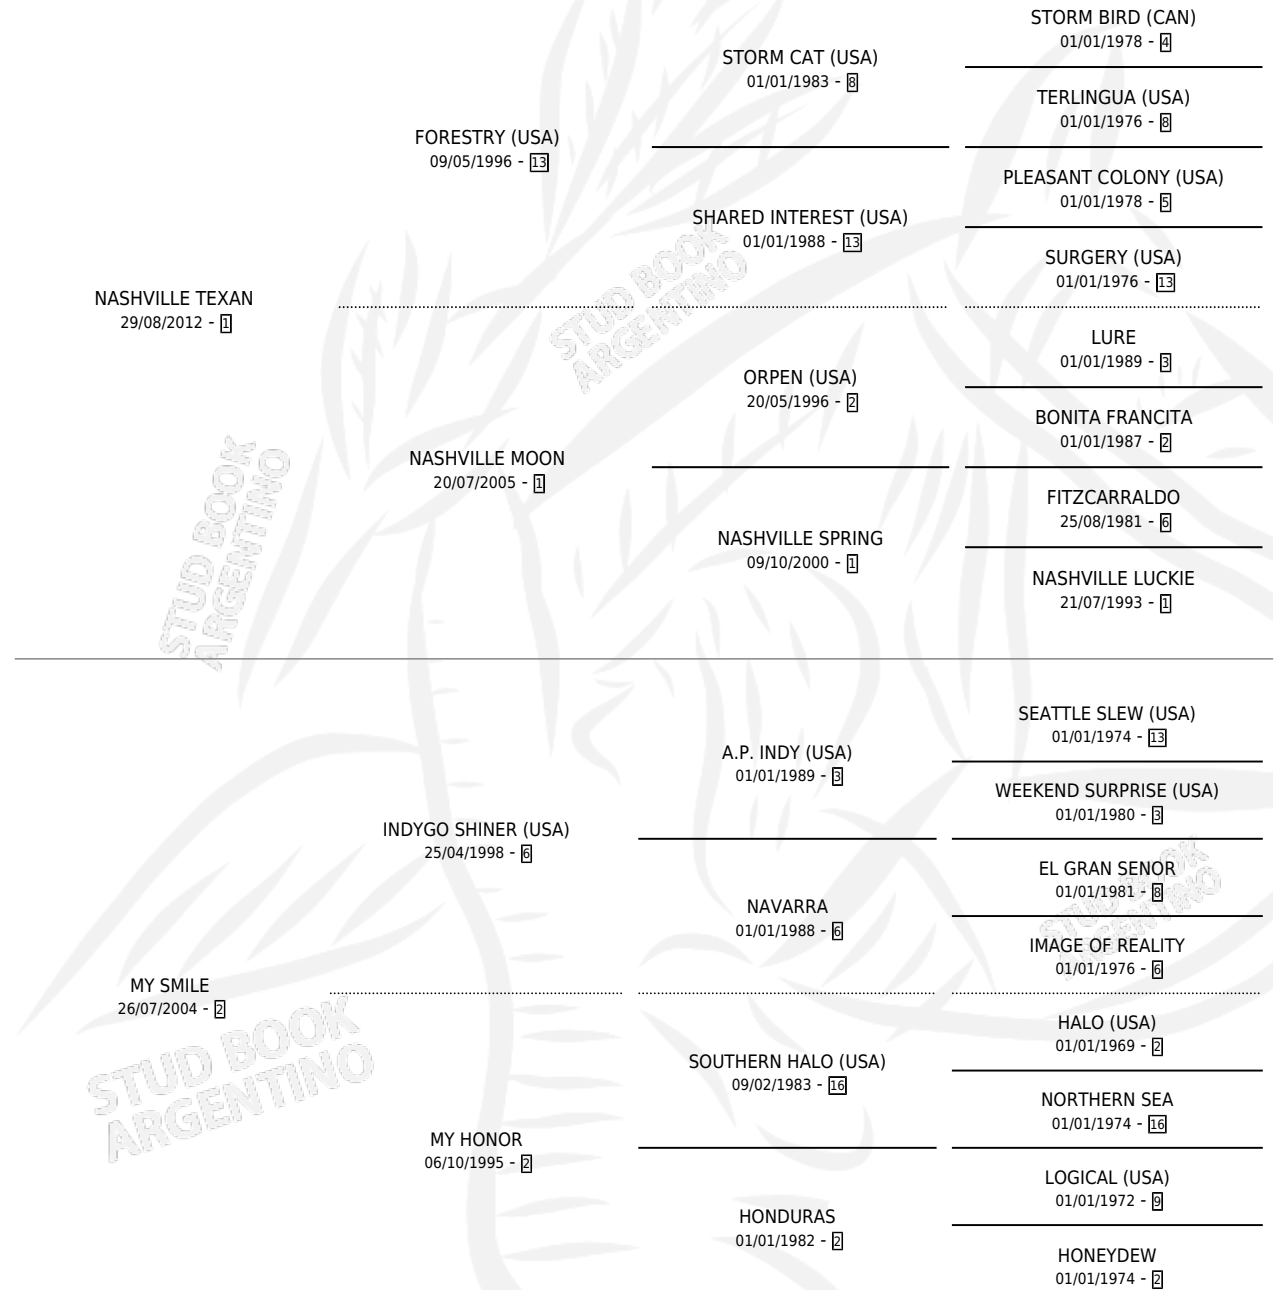 STORM BIRD (CAN)
01/01/1978 - 4
STORM CAT (USA)
01/01/1983 - 8
TERLINGUA (USA)
01/01/1976 - 8
FORESTRY (USA)
09/05/1996 - 13
PLEASANT COLONY (USA)
01/01/1978 - 5
SHARED INTEREST (USA)
01/01/1988 - 13
SURGERY (USA)
01/01/1976 - 13
NASHVILLE TEXAN
29/08/2012 - 1
STUD BOOK
ARGENTINO
LURE
01/01/1989 - 3
ORPEN (USA)
20/05/1996 - 2
BONITA FRANCITA
01/01/1987 - 2
NASHVILLE MOON
20/07/2005 - 1
FITZCARRALDO
25/08/1981 - 6
NASHVILLE SPRING
09/10/2000 - 1
NASHVILLE LUCKIE
21/07/1993 - 1
STUD BOOK
ARGENTINO
SEATTLE SLEW (USA)
01/01/1974 - 13
A.P. INDY (USA)
01/01/1989 - 3
WEEKEND SURPRISE (USA)
01/01/1980 - 3
INDYGO SHINER (USA)
25/04/1998 - 6
EL GRAN SENOR
01/01/1981 - 8
NAVARRA
01/01/1988 - 6
IMAGE OF REALITY
01/01/1976 - 6
STUD BOOK
ARGENTINO
MY SMILE
26/07/2004 - 2
HALO (USA)
01/01/1969 - 2
SOUTHERN HALO (USA)
09/02/1983 - 16
NORTHERN SEA
01/01/1974 - 16
STUD BOOK
ARGENTINO
MY HONOR
06/10/1995 - 2
LOGICAL (USA)
01/01/1972 - 9
HONDURAS
01/01/1982 - 2
HONEYDEW
01/01/1974 - 2